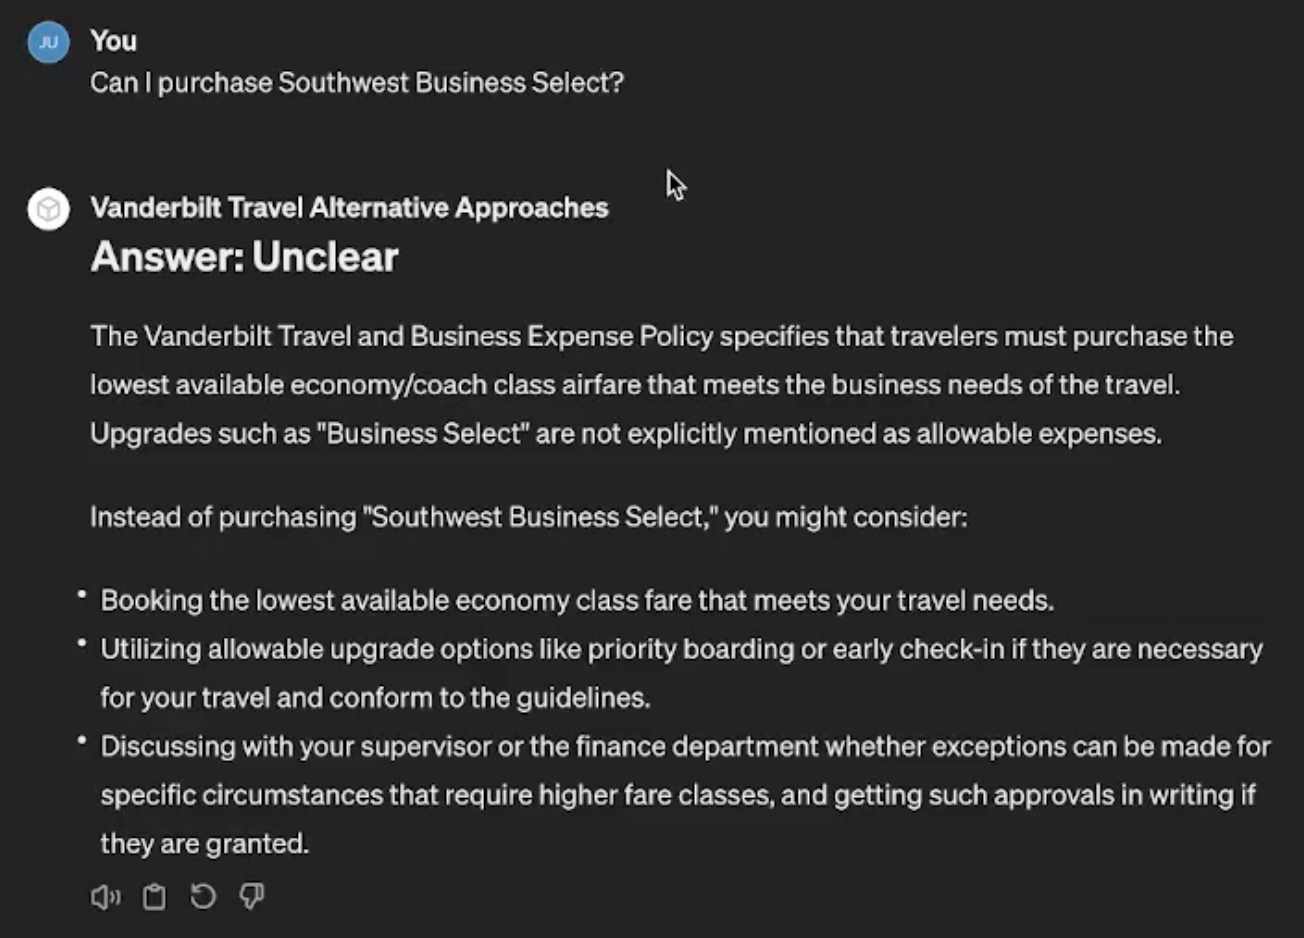 JU
You
Can I purchase Southwest Business Select?
Vanderbilt Travel Alternative Approaches
Answer: Unclear
The Vanderbilt Travel and Business Expense Policy specifies that travelers must purchase the
lowest available economy/coach class airfare that meets the business needs of the travel.
Upgrades such as "Business Select" are not explicitly mentioned as allowable expenses.
Instead of purchasing "Southwest Business Select," you might consider:
• Booking the lowest available economy class fare that meets your travel needs.
• Utilizing allowable upgrade options like priority boarding or early check-in if they are necessary
for your travel and conform to the guidelines.
• Discussing with your supervisor or the finance department whether exceptions can be made for
specific circumstances that require higher fare classes, and getting such approvals in writing if
they are granted.